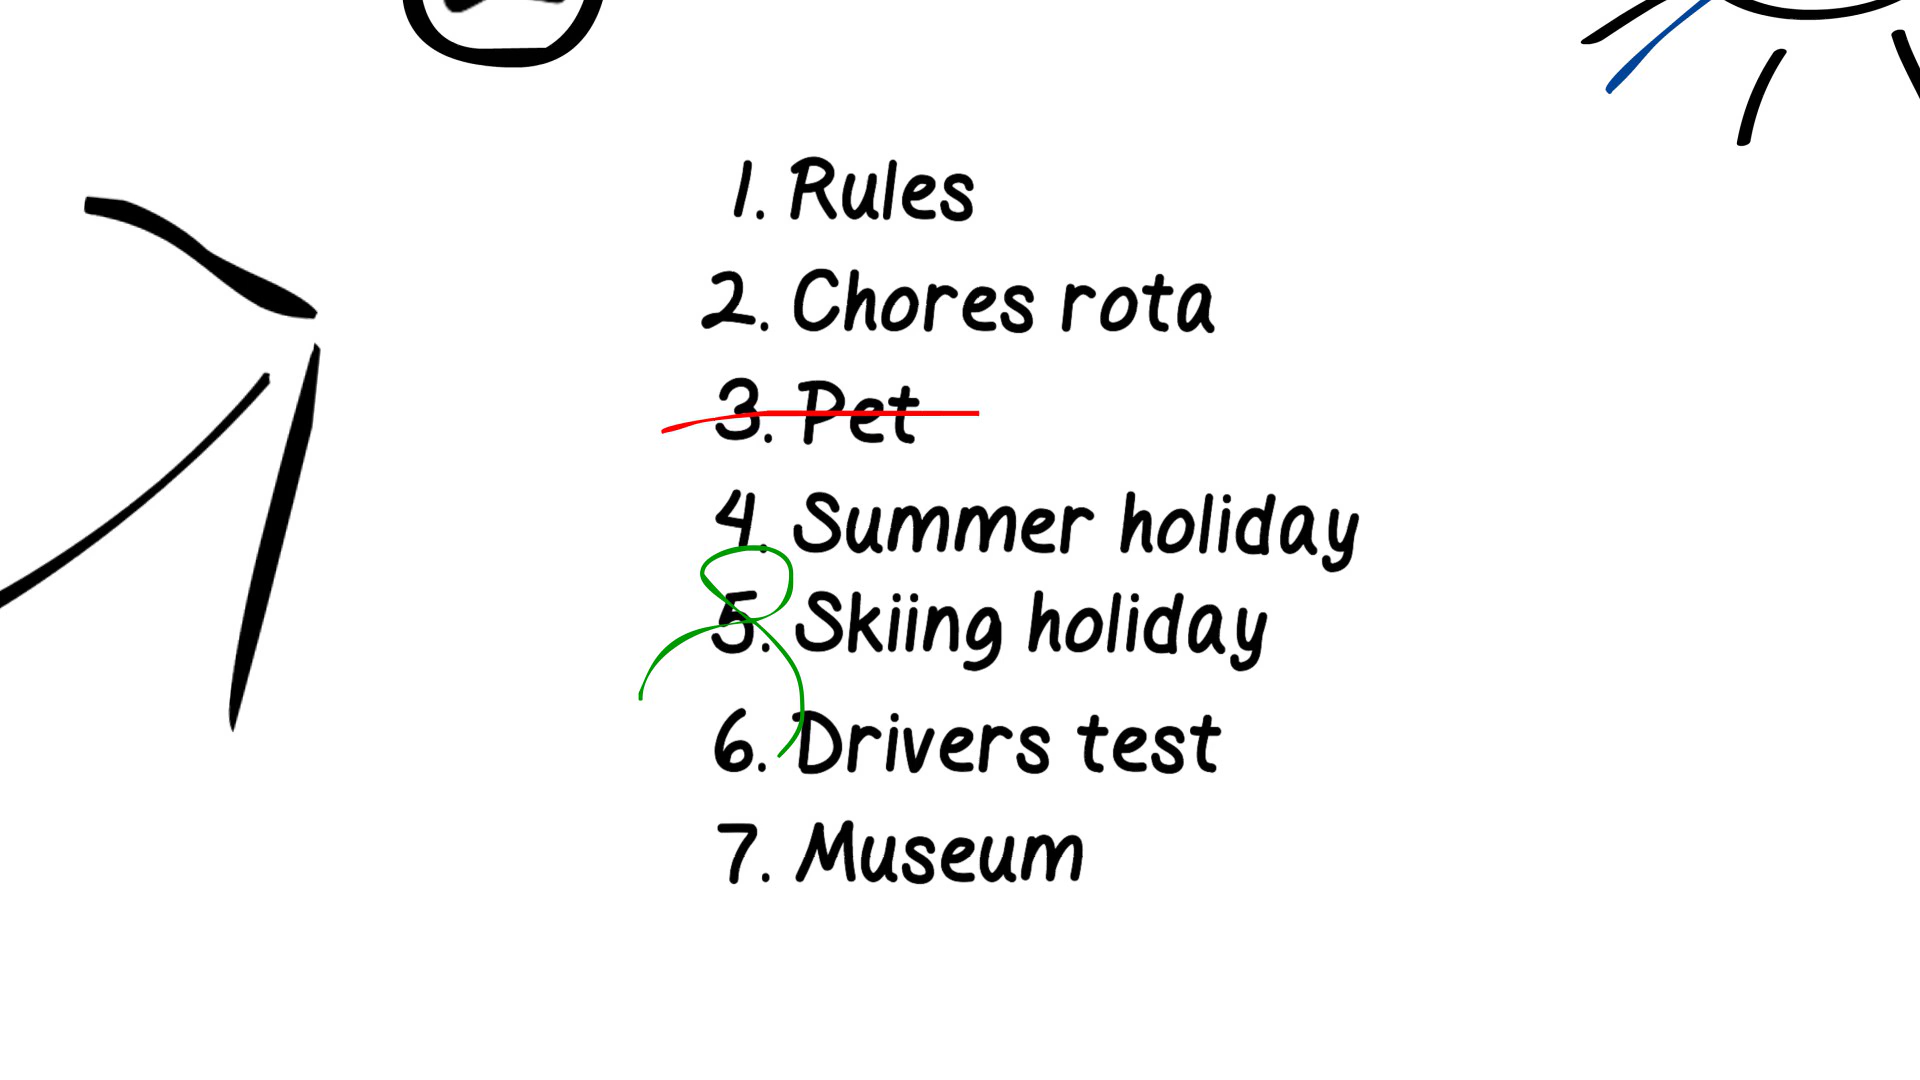 1. Rules
2. Chores rota
3. Pet
4. Summer holiday
5. Skiing holiday
6. Drivers test
7. Museum